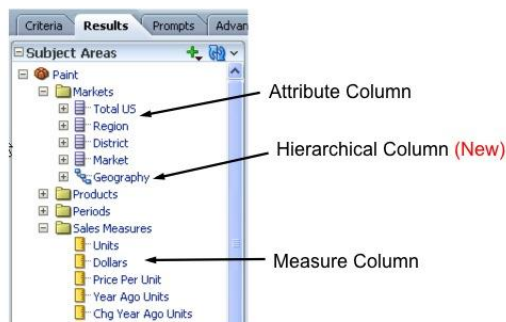 Criteria Results Prompts Advan
Subject Areas
Paint
Markets
Total US
Attribute Column
Region
District
Market
Hierarchical Column (New)
Geography
Products
Periods
Sales Measures
Units
Dollars
Measure Column
Price Per Unit
Year Ago Units
Chg Year Ago Units